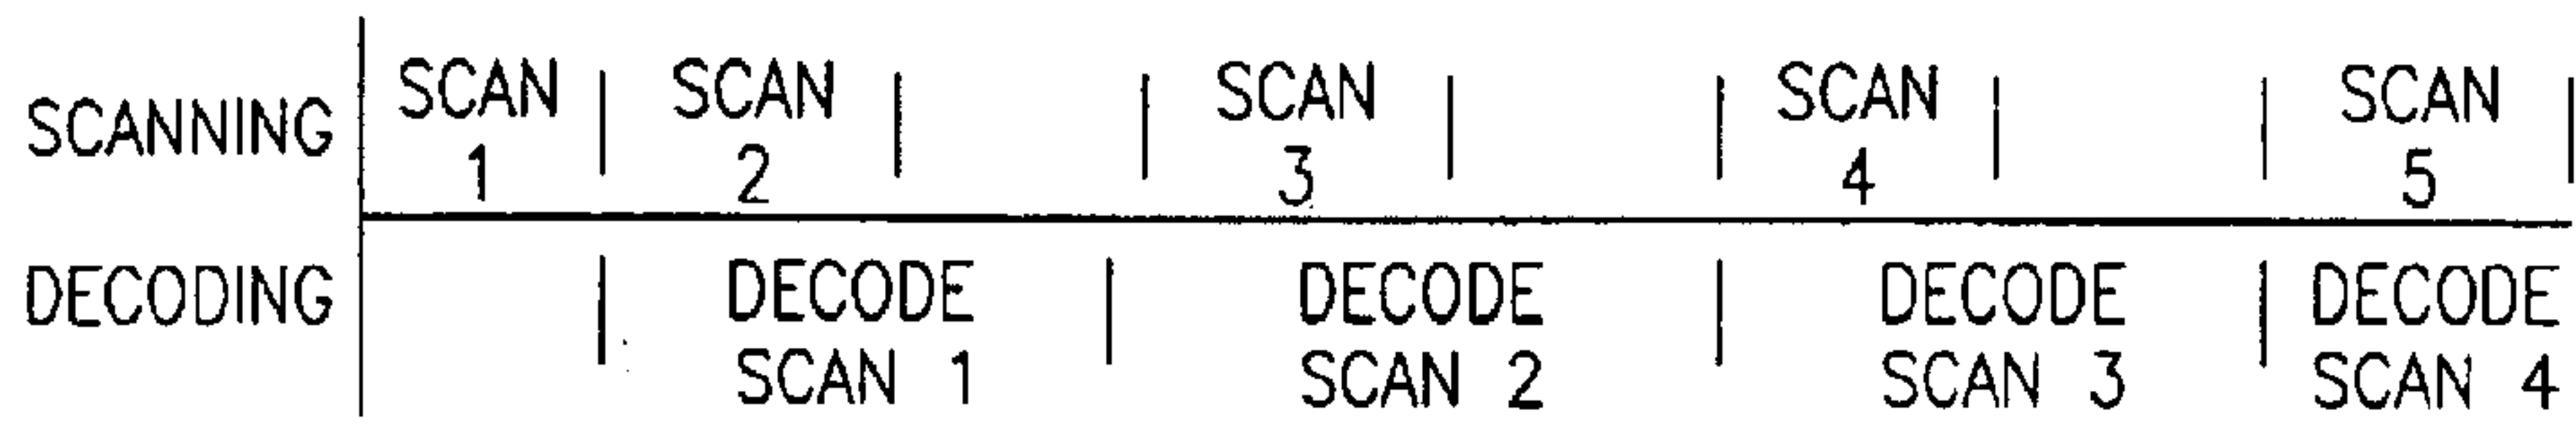 SCANNING
SCAN 1
SCAN 2
SCAN 3
SCAN 4
SCAN 5
DECODING
DECODE SCAN 1
DECODE SCAN 2
DECODE SCAN 3
DECODE SCAN 4